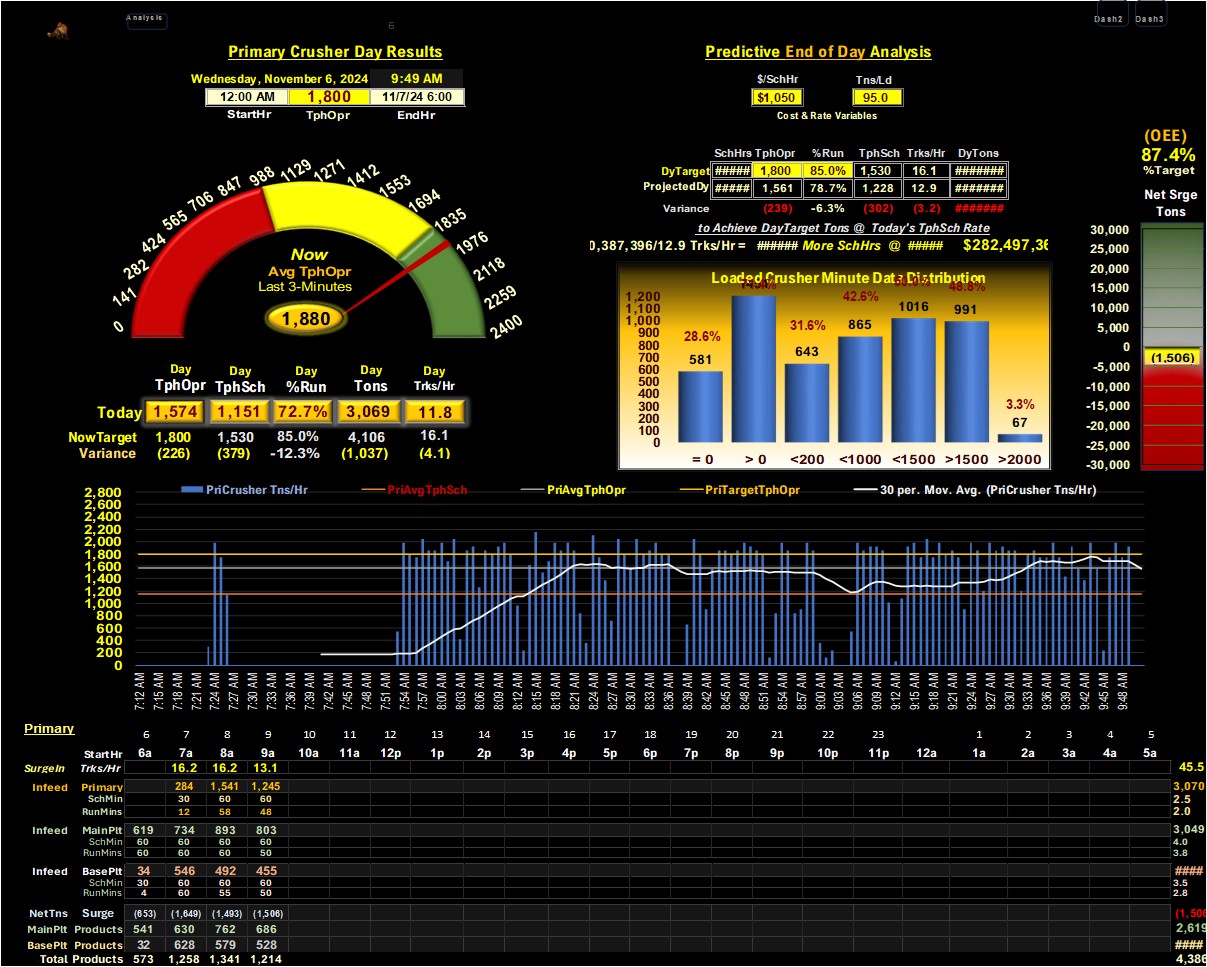 Analysis
6
Dash2 Dash3
Primary Crusher Day Results
Wednesday, November 6, 2024 9:49 AM
12:00 AM 1,800 11/7/24 6:00
StartHr TphOpr EndHr
0 141 282 424 565 706 847 988 1129 1271 1412 1553 1694 1835 1976 2118 2259 2400
Now
Avg TphOpr
Last 3-Minutes
1,880
Day Day Day Day Day
TphOpr TphSch %Run Tons Trks/Hr
Today 1,574 1,151 72.7% 3,069 11.8
NowTarget 1,800 1,530 85.0% 4,106 16.1
Variance (226) (379) -12.3% (1,037) (4.1)
Predictive End of Day Analysis
$/SchHr Tns/Ld
$1,050 95.0
Cost & Rate Variables
SchHrs TphOpr %Run TphSch Trks/Hr DyTons
DyTarget ##### 1,800 85.0% 1,530 16.1 #######
ProjectedDy ##### 1,561 78.7% 1,228 12.9 #######
Variance (239) -6.3% (302) (3.2) #######
to Achieve DayTarget Tons @ Today's TphSch Rate
0,387,396/12.9 Trks/Hr = ###### More SchHrs @ ##### $282,497,36
Loaded Crusher Minute Data Distribution
1,200
1,100
1,000
900
800
700
600
500
400
300
200
100
0
28.6% 31.6% 42.6% 48.8% 3.3%
581 643 865 1016 991 67
= 0 > 0 <200 <1000 <1500 >1500 >2000
(OEE)
87.4%
%Target
Net Srge
Tons
30,000
25,000
20,000
15,000
10,000
5,000
0
(1,506)
-5,000
-10,000
-15,000
-20,000
-25,000
-30,000
PriCrusher Tns/Hr PriAvgTphSch PriAvgTphOpr PriTargetTphOpr 30 per. Mov. Avg. (PriCrusher Tns/Hr)
2,800
2,600
2,400
2,200
2,000
1,800
1,600
1,400
1,200
1,000
800
600
400
200
0
7:12 AM 7:15 AM 7:18 AM 7:21 AM 7:24 AM 7:27 AM 7:30 AM 7:33 AM 7:36 AM 7:39 AM 7:42 AM 7:45 AM 7:48 AM 7:51 AM 7:54 AM 7:57 AM 8:00 AM 8:03 AM 8:06 AM 8:09 AM 8:12 AM 8:15 AM 8:18 AM 8:21 AM 8:24 AM 8:27 AM 8:30 AM 8:33 AM 8:36 AM 8:39 AM 8:42 AM 8:45 AM 8:48 AM 8:51 AM 8:54 AM 8:57 AM 9:00 AM 9:03 AM 9:06 AM 9:09 AM 9:12 AM 9:15 AM 9:18 AM 9:21 AM 9:24 AM 9:27 AM 9:30 AM 9:33 AM 9:36 AM 9:39 AM 9:42 AM 9:45 AM 9:48 AM
Primary
6 7 8 9 10 11 12 13 14 15 16 17 18 19 20 21 22 23 1 2 3 4 5
StartHr 6a 7a 8a 9a 10a 11a 12p 1p 2p 3p 4p 5p 6p 7p 8p 9p 10p 11p 12a 1a 2a 3a 4a 5a
SurgeIn Trks/Hr 16.2 16.2 13.1 45.5
Infeed Primary 284 1,541 1,245 3,070
SchMin 30 60 60 2.5
RunMins 12 58 48 2.0
Infeed MainPlt 619 734 893 803 3,049
SchMin 60 60 60 60 4.0
RunMins 60 60 60 50 3.8
Infeed BasePlt 34 546 492 455 ####
SchMin 30 60 60 60 3.5
RunMins 4 60 55 50 2.8
NetTns Surge (653) (1,649) (1,493) (1,506) (1,506
MainPlt Products 541 630 762 686 2,619
BasePlt Products 32 628 579 528 ####
Total Products 573 1,258 1,341 1,214 4,386